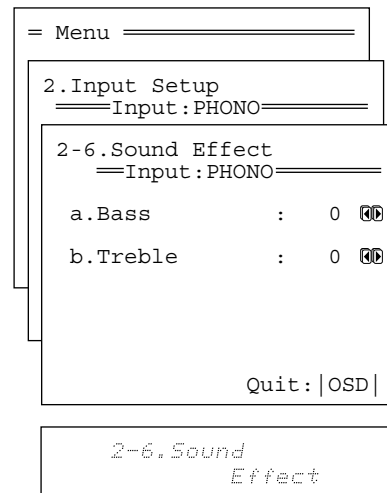 = Menu
2.Input Setup
Input:PHONO
2-6.Sound Effect
Input:PHONO
a.Bass : 0
b.Treble : 0
Quit:|OSD|
2-6.Sound
Effect